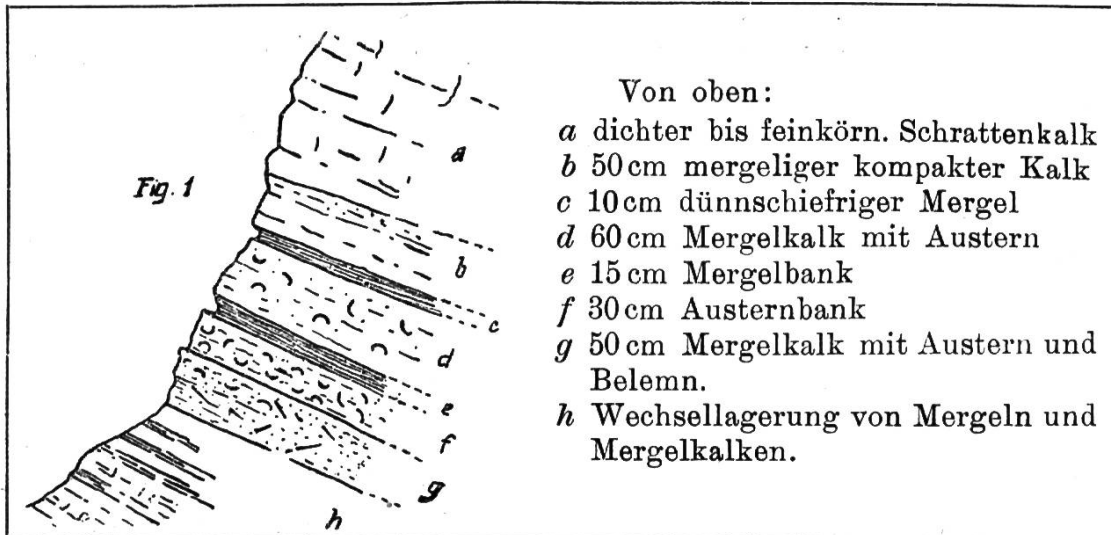 Fig. 1
a
b
c
d
e
f
g
h
Von oben:
a dichter bis feinkörn. Schrattenkalk
b 50 cm mergeliger kompakter Kalk
c 10 cm dünnschiefriger Mergel
d 60 cm Mergelkalk mit Austern
e 15 cm Mergelbank
f 30 cm Austernbank
g 50 cm Mergelkalk mit Austern und
Belemn.
h Wechsellagerung von Mergeln und
Mergelkalken.